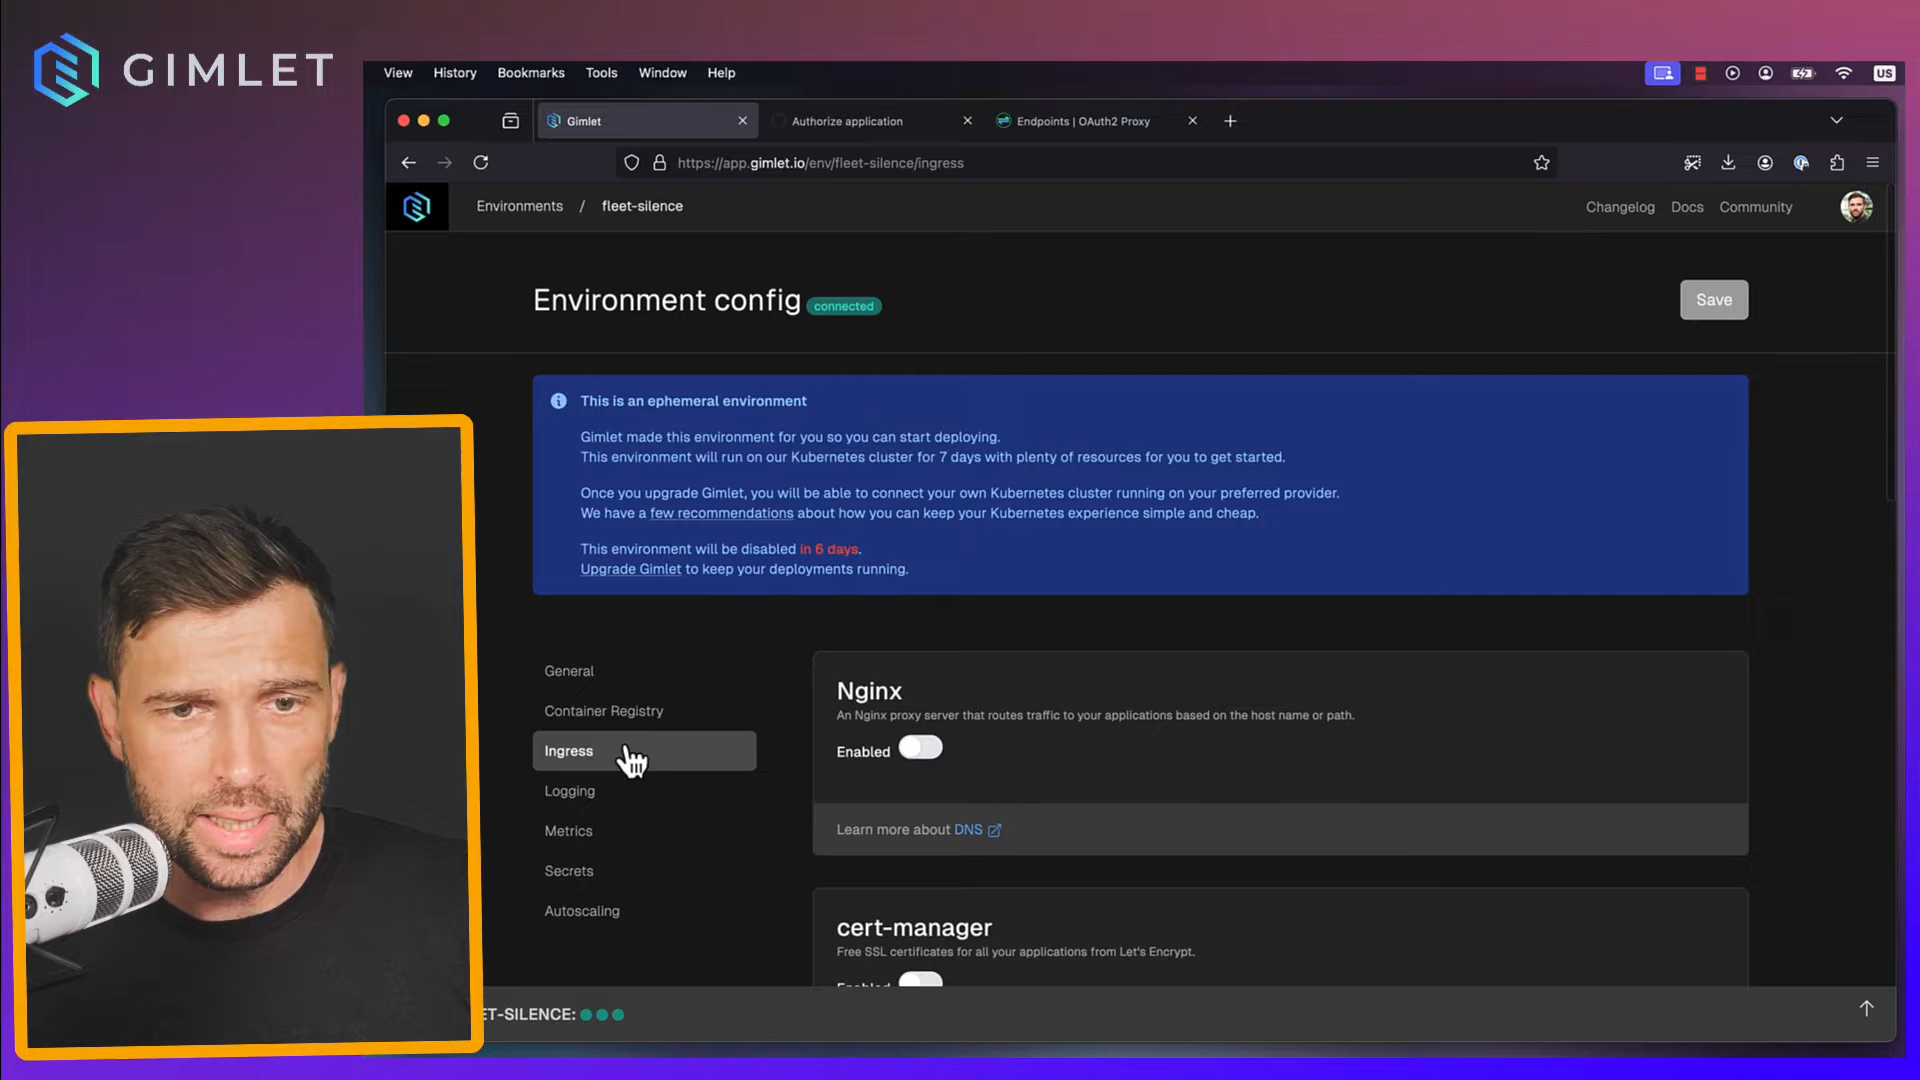 GIMLET
View History Bookmarks Tools Window Help
US
Gimlet
Authorize application
Endpoints | OAuth2 Proxy
https://app.gimlet.io/env/fleet-silence/ingress
Environments / fleet-silence
Changelog Docs Community
Environment config connected
Save
This is an ephemeral environment
Gimlet made this environment for you so you can start deploying.
This environment will run on our Kubernetes cluster for 7 days with plenty of resources for you to get started.
Once you upgrade Gimlet, you will be able to connect your own Kubernetes cluster running on your preferred provider.
We have a few recommendations about how you can keep your Kubernetes experience simple and cheap.
This environment will be disabled in 6 days.
Upgrade Gimlet to keep your deployments running.
General
Container Registry
Ingress
Logging
Metrics
Secrets
Autoscaling
Nginx
An Nginx proxy server that routes traffic to your applications based on the host name or path.
Enabled
Learn more about DNS
cert-manager
Free SSL certificates for all your applications from Let's Encrypt.
Enabled
ET-SILENCE: